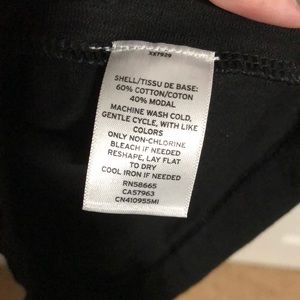 XX7929
SHELL/TISSU DE BASE:
60% COTTON/COTON
40% MODAL
MACHINE WASH COLD,
GENTLE CYCLE, WITH LIKE
COLORS
ONLY NON-CHLORINE
BLEACH IF NEEDED
RESHAPE, LAY FLAT
TO DRY
COOL IRON IF NEEDED
RN58665
CA57963
CN410955MI